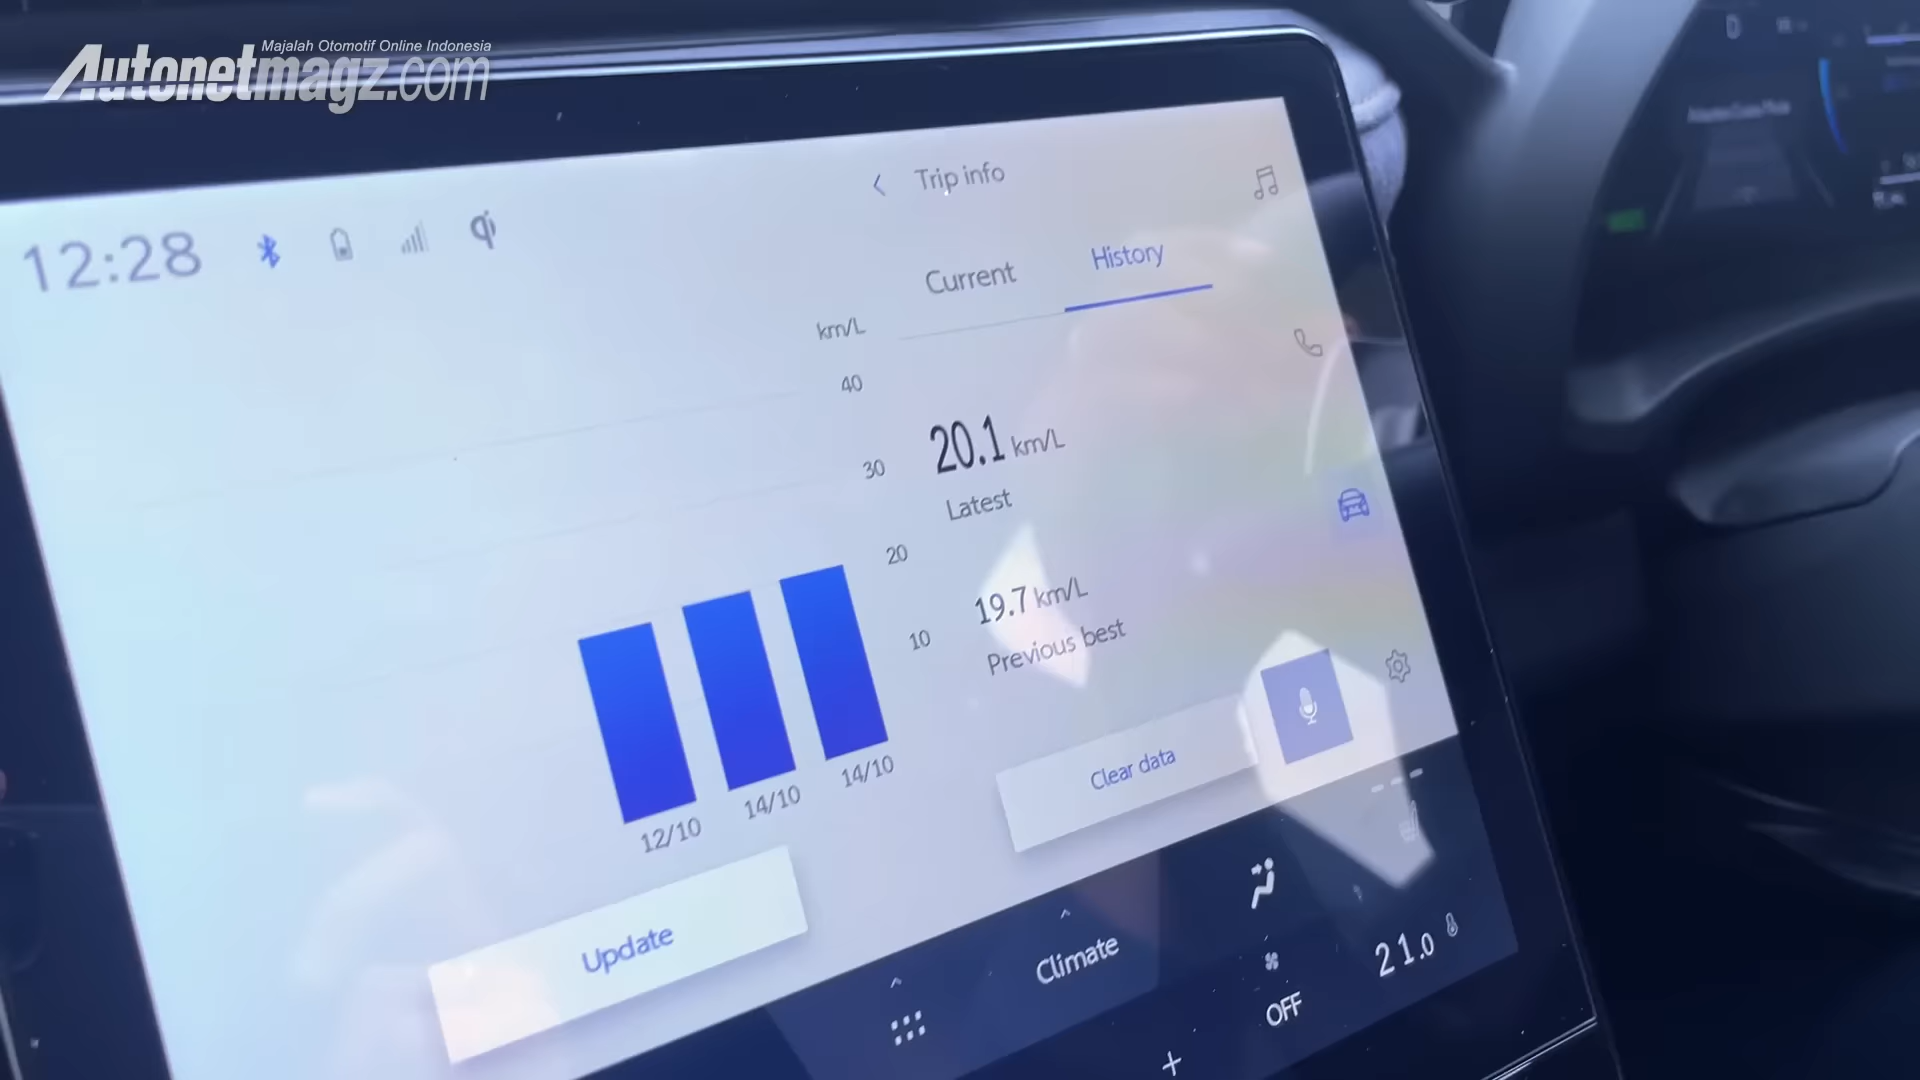 Majalah Otomotif Online Indonesia
Autonetmagz.com
12:28
Trip info
Current
History
km/L
40
30
20
10
20.1 km/L
Latest
19.7 km/L
Previous best
12/10
14/10
14/10
Clear data
Update
Climate
OFF
21.0